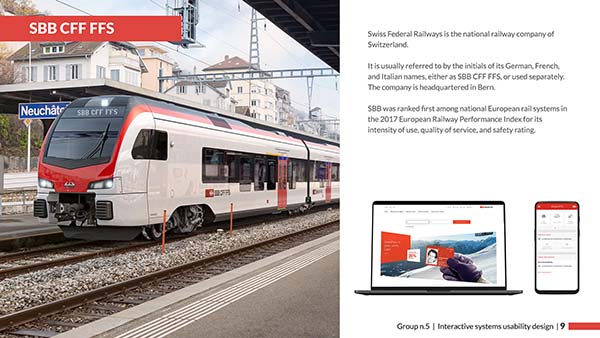 SBB CFF FFS
SBB CFF FFS
Neuchât
SBB CFF FFS
Swiss Federal Railways is the national railway company of
Switzerland.
It is usually referred to by the initials of its German, French,
and Italian names, either as SBB CFF FFS, or used separately.
The company is headquartered in Bern.
SBB was ranked first among national European rail systems in
the 2017 European Railway Performance Index for its
intensity of use, quality of service, and safety rating.
Group n.5 | Interactive systems usability design | 9